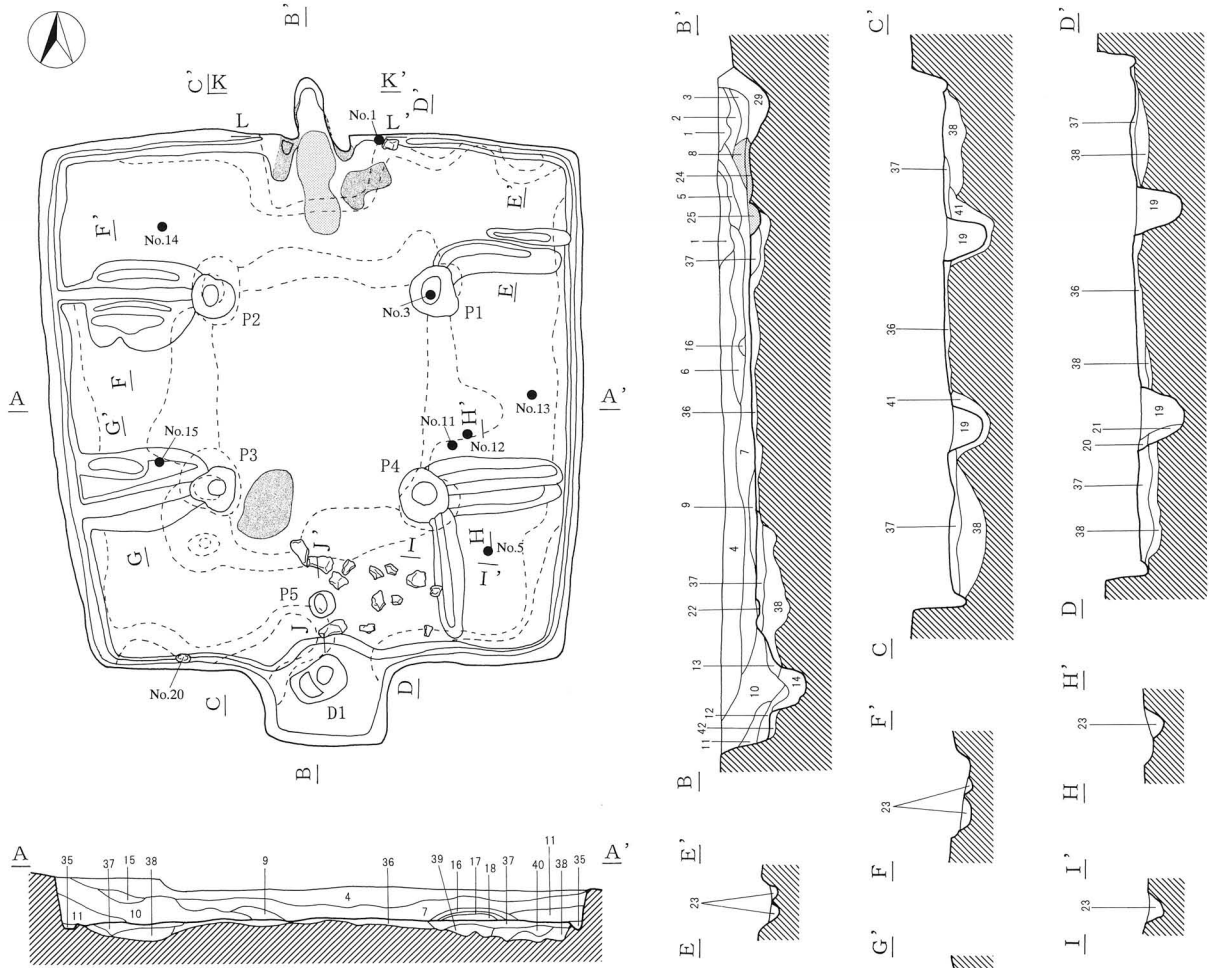 B'
C'
K
K'
D'
L
No.1
L'
E'
F'
No.14
P2
No.3
P1
E
F
A
A'
G'
No.13
No.15
No.11
H'
No.12
P3
P4
G
J'
I
H
No.5
I'
P5
J
No.20
C
D1
D
B
A
35
37
15
38
9
36
39
16
17
37
11
A'
18
40
38
35
4
11
10
7
B'
3
2
1
29
8
24
5
25
1
37
16
6
36
7
9
4
37
38
22
13
10
14
12
42
11
B
C'
38
37
41
19
36
41
19
37
38
C
D'
37
38
19
36
38
19
21
20
37
38
D
E'
23
E
F'
23
F
G'
H'
23
H
I'
23
I